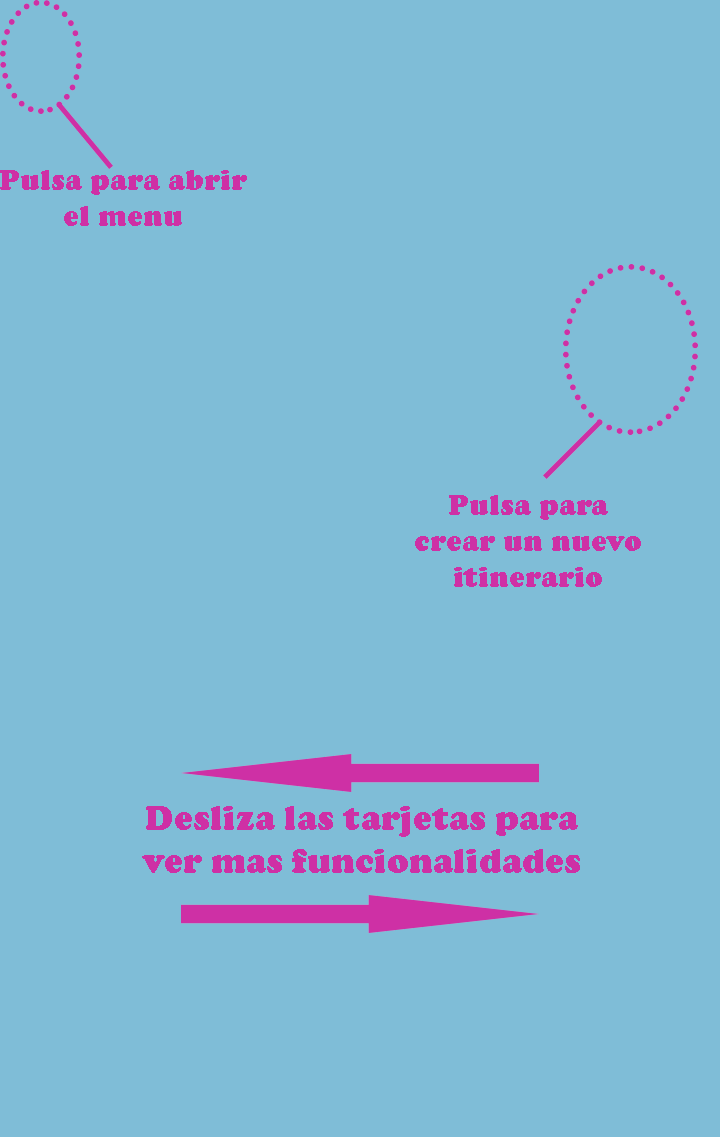 Pulsa para abrir
el menu
Pulsa para
crear un nuevo
itinerario
Desliza las tarjetas para
ver mas funcionalidades